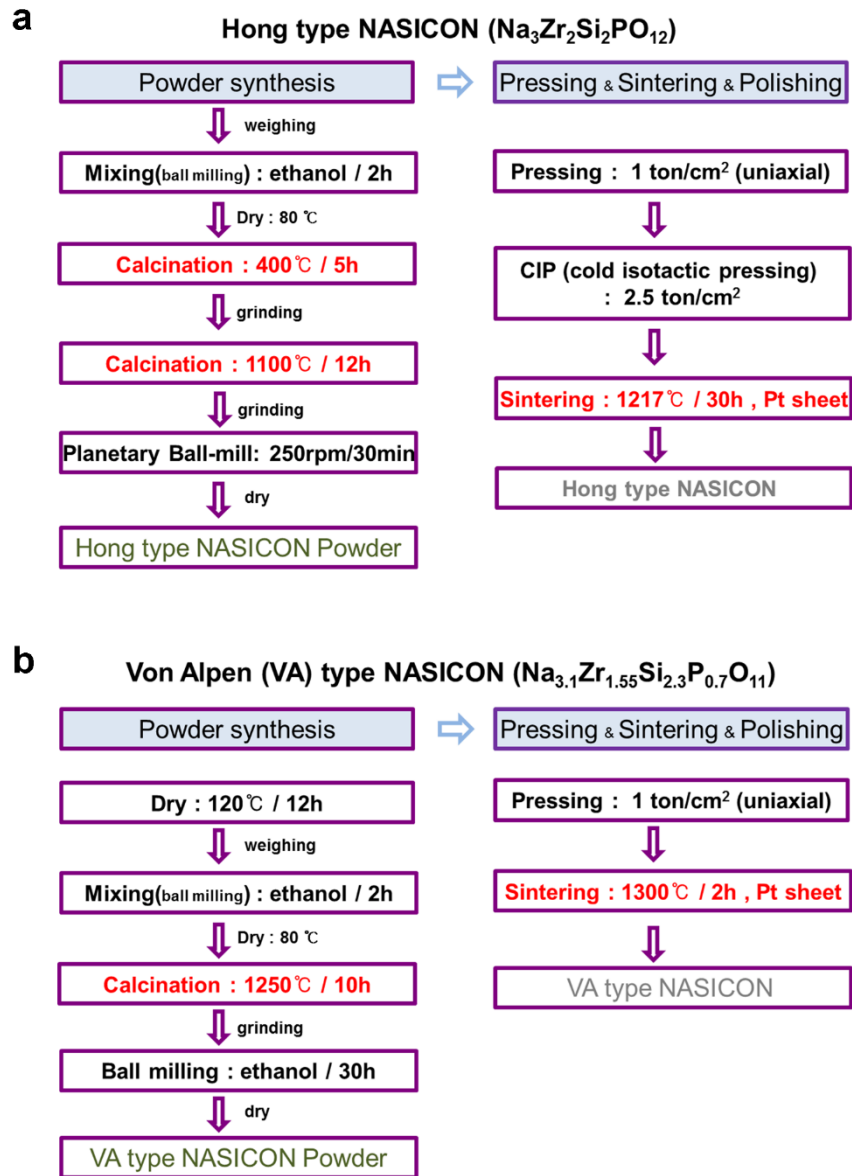 a
Hong type NASICON (Na₃Zr₂Si₂PO₁₂)
Powder synthesis
weighing
Mixing(ball milling) : ethanol / 2h
Dry : 80 ℃
Calcination : 400℃ / 5h
grinding
Calcination : 1100℃ / 12h
grinding
Planetary Ball-mill: 250rpm/30min
dry
Hong type NASICON Powder
Pressing & Sintering & Polishing
Pressing : 1 ton/cm² (uniaxial)
CIP (cold isotactic pressing)
: 2.5 ton/cm²
Sintering : 1217℃ / 30h , Pt sheet
Hong type NASICON
b
Von Alpen (VA) type NASICON (Na₃.₁Zr₁.₅₅Si₂.₃P₀.₇O₁₁)
Powder synthesis
Dry : 120℃ / 12h
weighing
Mixing(ball milling) : ethanol / 2h
Dry : 80 ℃
Calcination : 1250℃ / 10h
grinding
Ball milling : ethanol / 30h
dry
VA type NASICON Powder
Pressing & Sintering & Polishing
Pressing : 1 ton/cm² (uniaxial)
Sintering : 1300℃ / 2h , Pt sheet
VA type NASICON